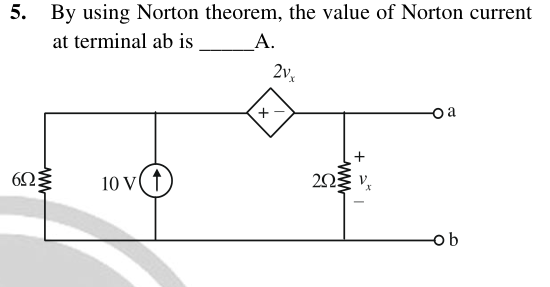 5. By using Norton theorem, the value of Norton current
at terminal ab is _____A.
2vₓ
+ −
a
+
6Ω
10 V
2Ω
vₓ
−
b